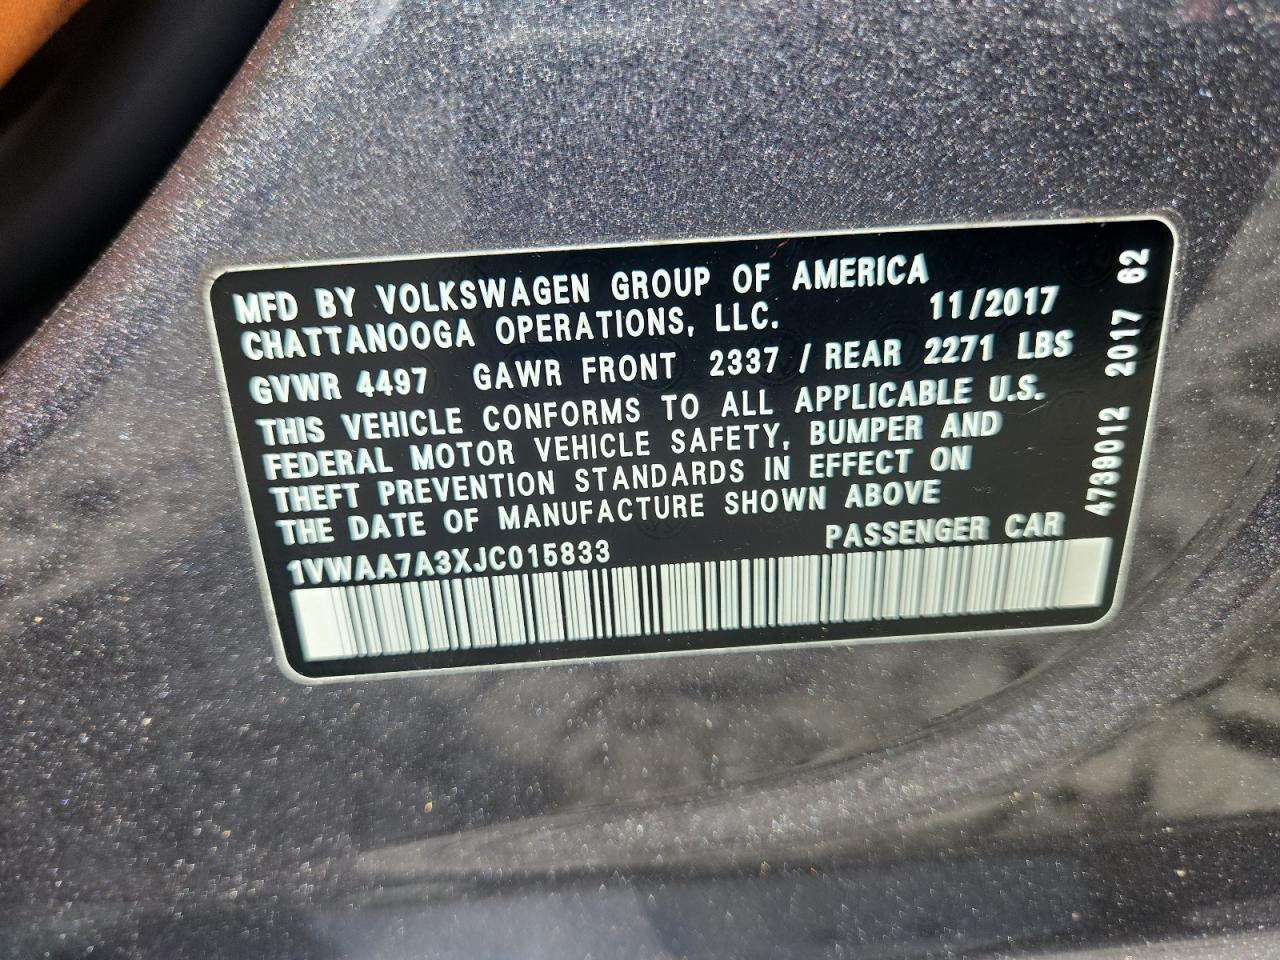 MFD BY VOLKSWAGEN GROUP OF AMERICA
CHATTANOOGA OPERATIONS, LLC. 11/2017
GVWR 4497 GAWR FRONT 2337 / REAR 2271 LBS
THIS VEHICLE CONFORMS TO ALL APPLICABLE U.S.
FEDERAL MOTOR VEHICLE SAFETY, BUMPER AND
THEFT PREVENTION STANDARDS IN EFFECT ON
THE DATE OF MANUFACTURE SHOWN ABOVE
PASSENGER CAR
1VWAA7A3XJC015833
4739012 2017 62